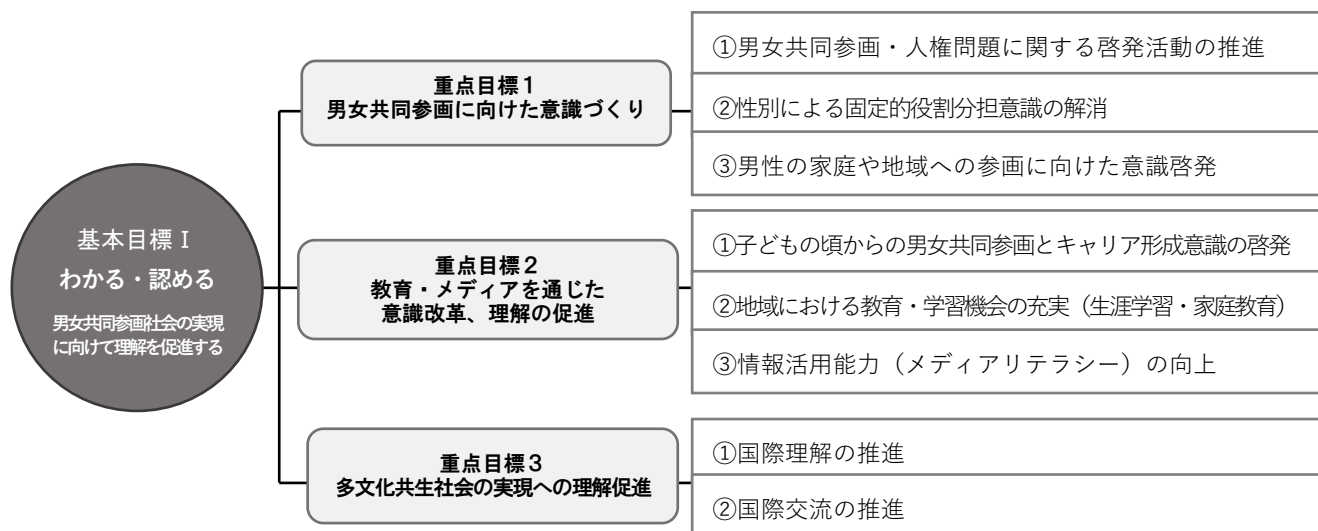 基本目標Ⅰ
わかる・認める
男女共同参画社会の実現
に向けて理解を促進する
重点目標１
男女共同参画に向けた意識づくり
①男女共同参画・人権問題に関する啓発活動の推進
②性別による固定的役割分担意識の解消
③男性の家庭や地域への参画に向けた意識啓発
重点目標２
教育・メディアを通じた
意識改革、理解の促進
①子どもの頃からの男女共同参画とキャリア形成意識の啓発
②地域における教育・学習機会の充実（生涯学習・家庭教育）
③情報活用能力（メディアリテラシー）の向上
重点目標３
多文化共生社会の実現への理解促進
①国際理解の推進
②国際交流の推進